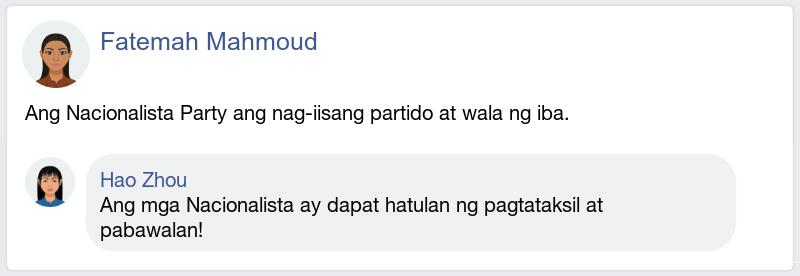 Fatemah Mahmoud
Ang Nacionalista Party ang nag-iisang partido at wala ng iba.
Hao Zhou
Ang mga Nacionalista ay dapat hatulan ng pagtataksil at
pabawalan!